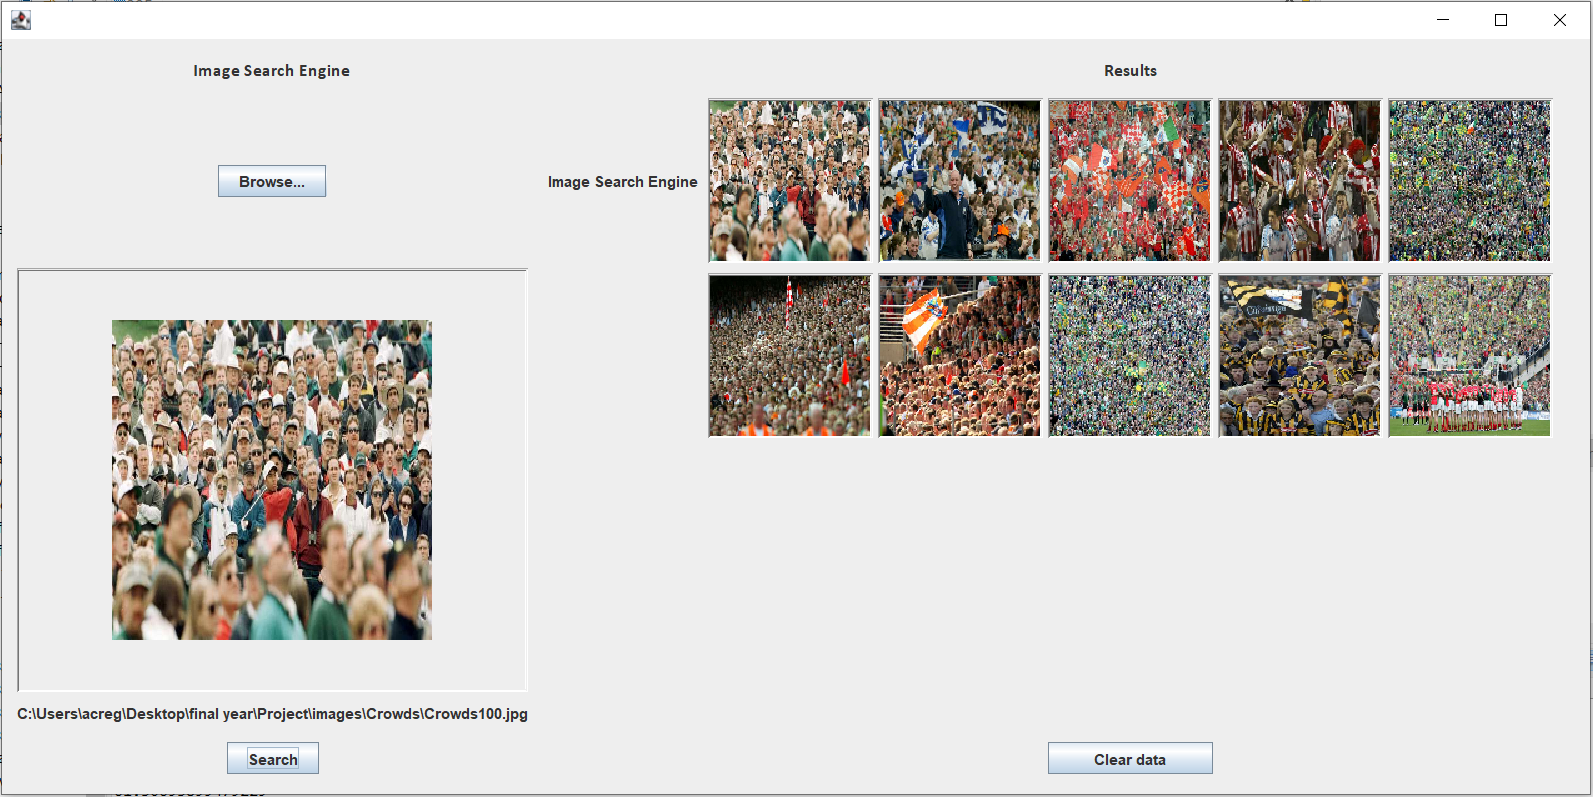 Image Search Engine
Results
Browse...
Image Search Engine
C:\Users\acreg\Desktop\final year\Project\images\Crowds\Crowds100.jpg
Search
Clear data